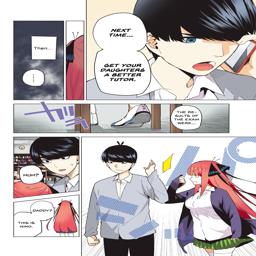 NEXT
TIME...
GET YOUR
DAUGHTERS
A BETTER
TUTOR.
THEN...
...
THE RE-
SULTS OF
THE EXAM
WERE...
HUH?
DADDY?
THIS IS
NINO.